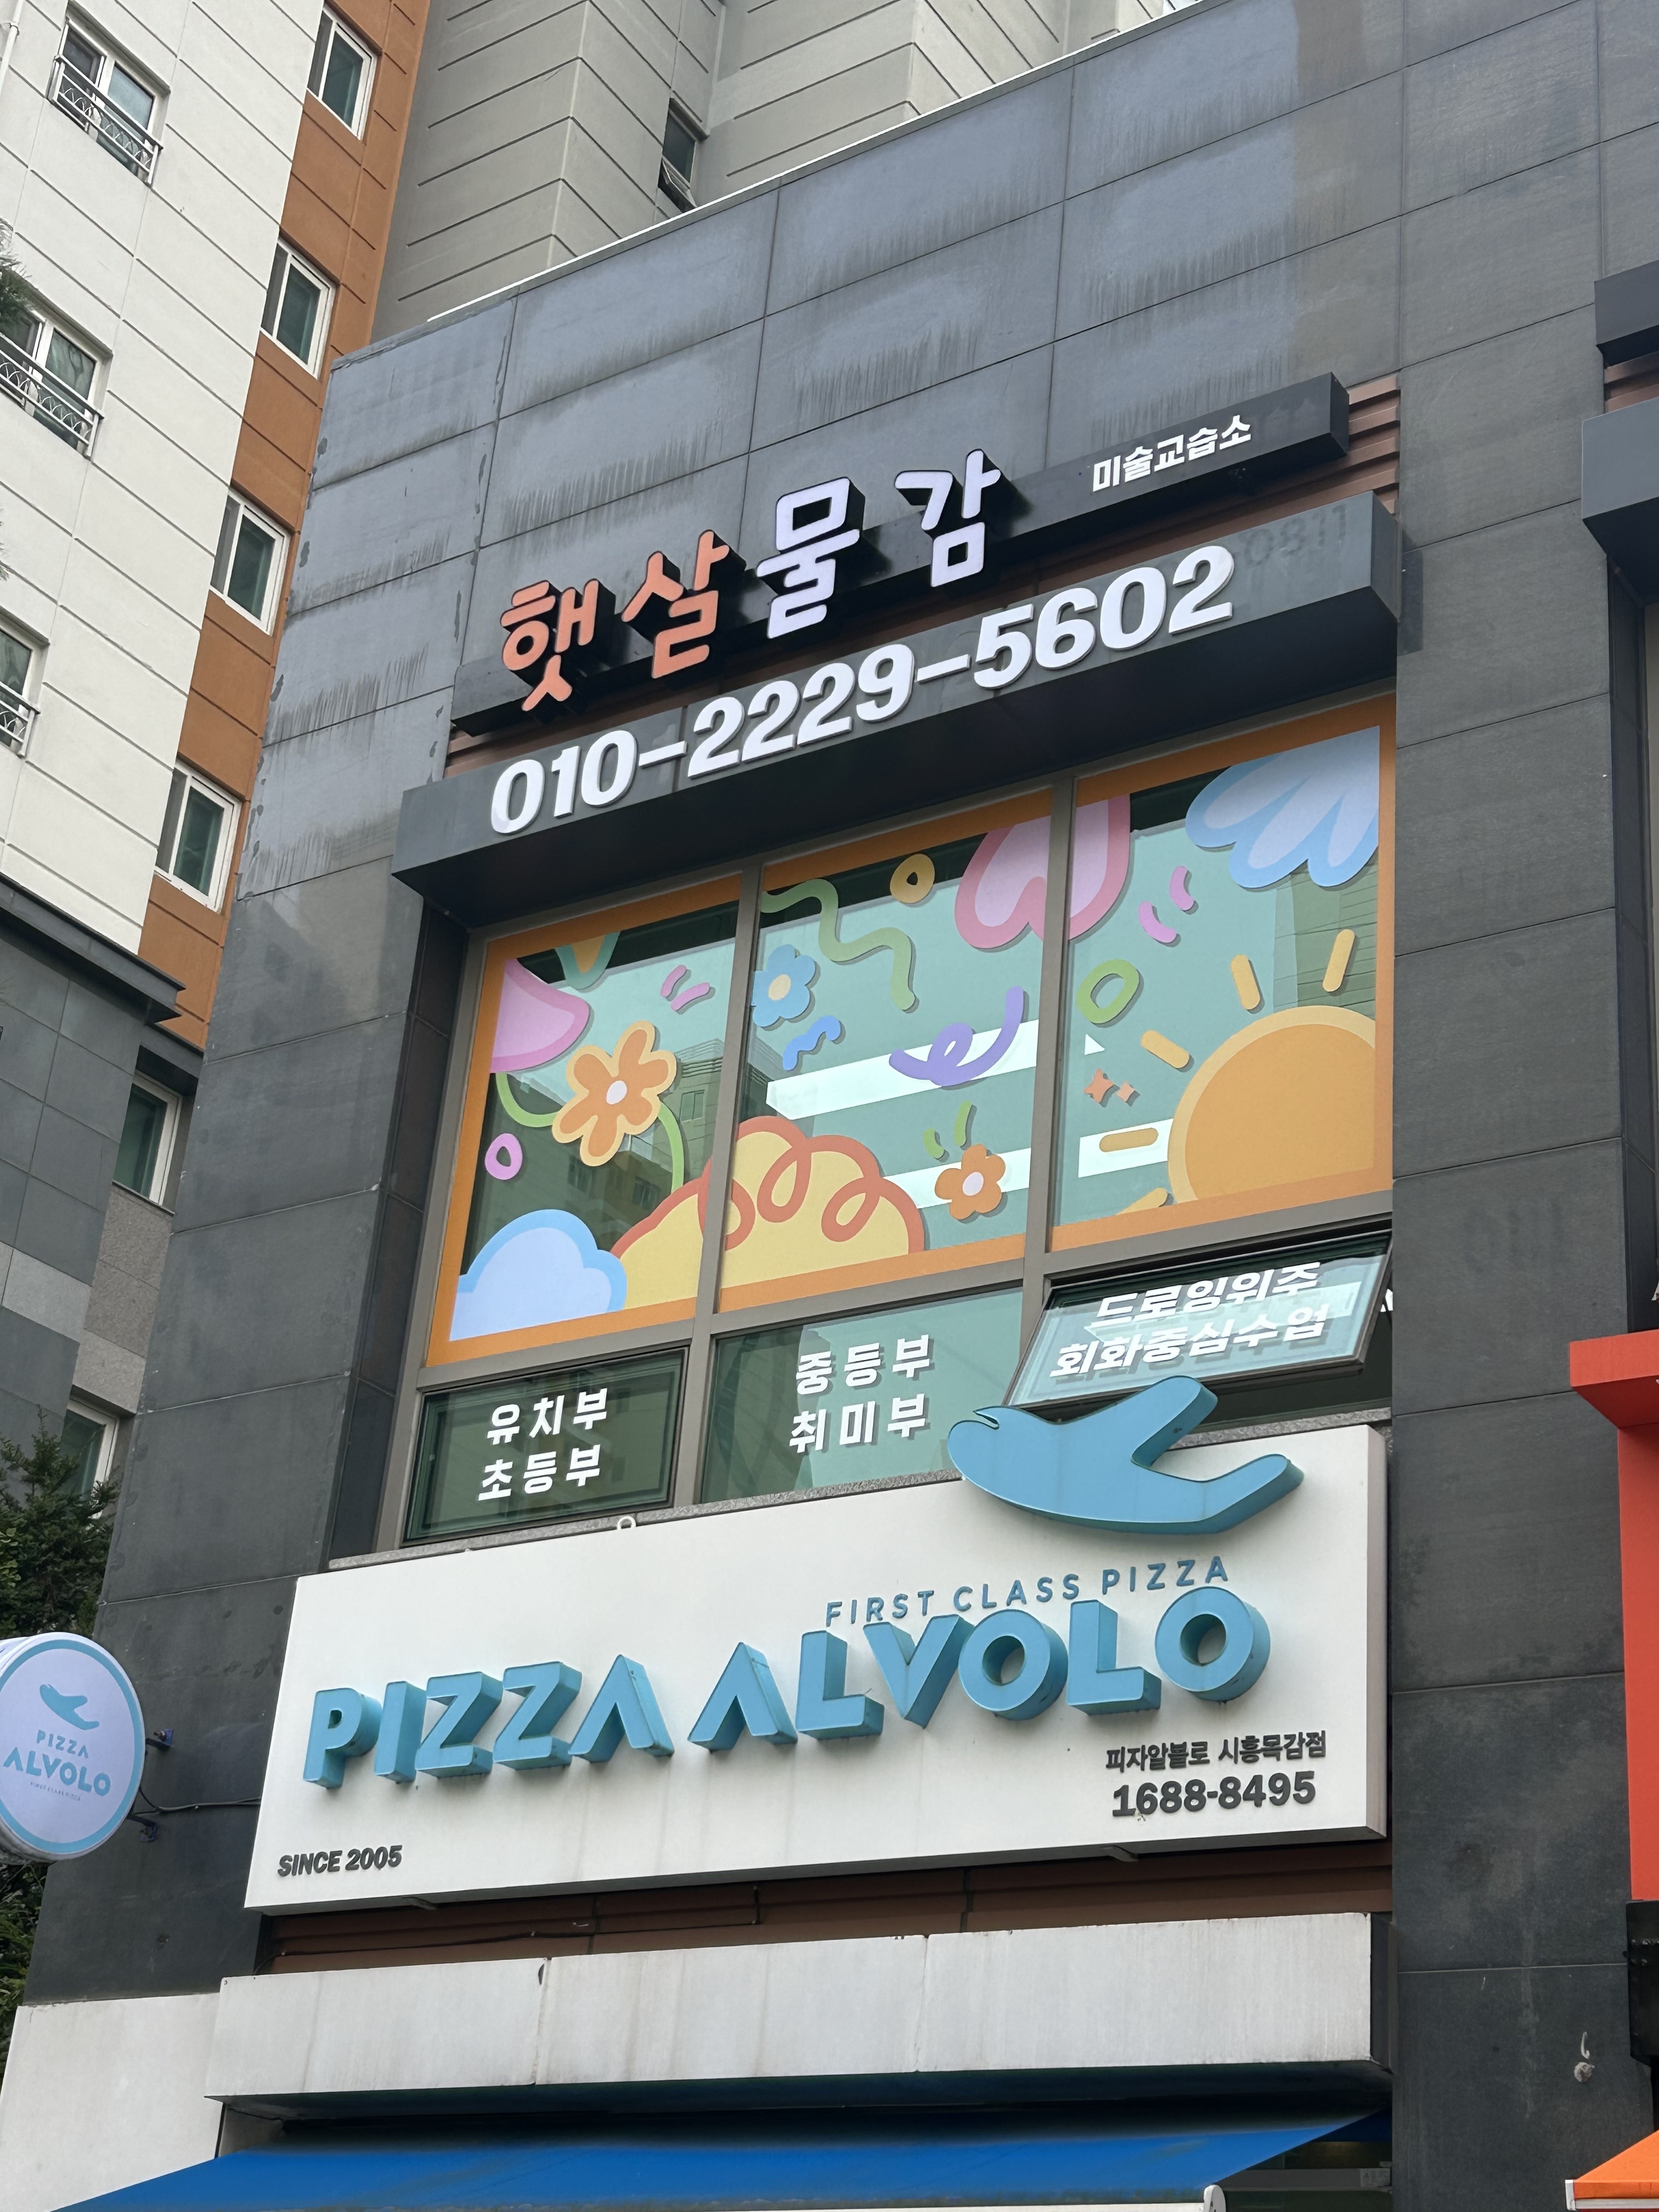 햇살물감
미술교습소
010-2229-5602
유치부
초등부
중등부
취미부
드로잉위주
회화중심수업
FIRST CLASS PIZZA
PIZZA ALVOLO
피자알볼로 시흥목감점
1688-8495
SINCE 2005
PIZZA
ALVOLO